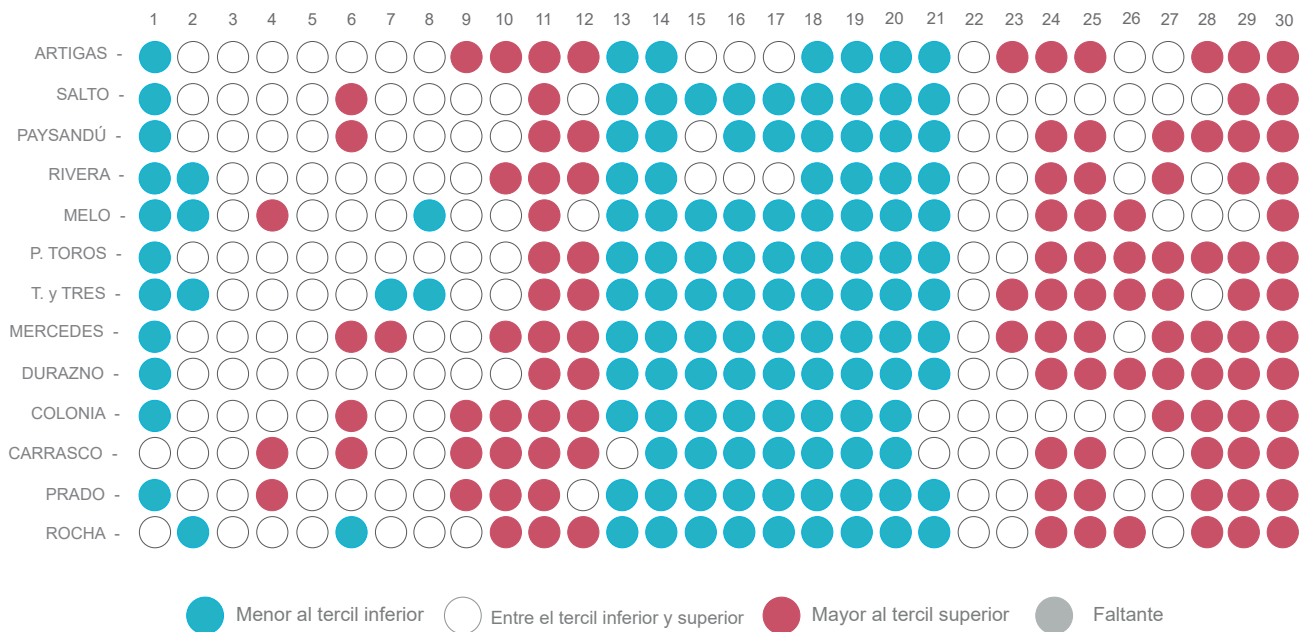 1 2 3 4 5 6 7 8 9 10 11 12 13 14 15 16 17 18 19 20 21 22 23 24 25 26 27 28 29 30
ARTIGAS -
SALTO -
PAYSANDÚ -
RIVERA -
MELO -
P. TOROS -
T. y TRES -
MERCEDES -
DURAZNO -
COLONIA -
CARRASCO -
PRADO -
ROCHA -
Menor al tercil inferior Entre el tercil inferior y superior Mayor al tercil superior Faltante